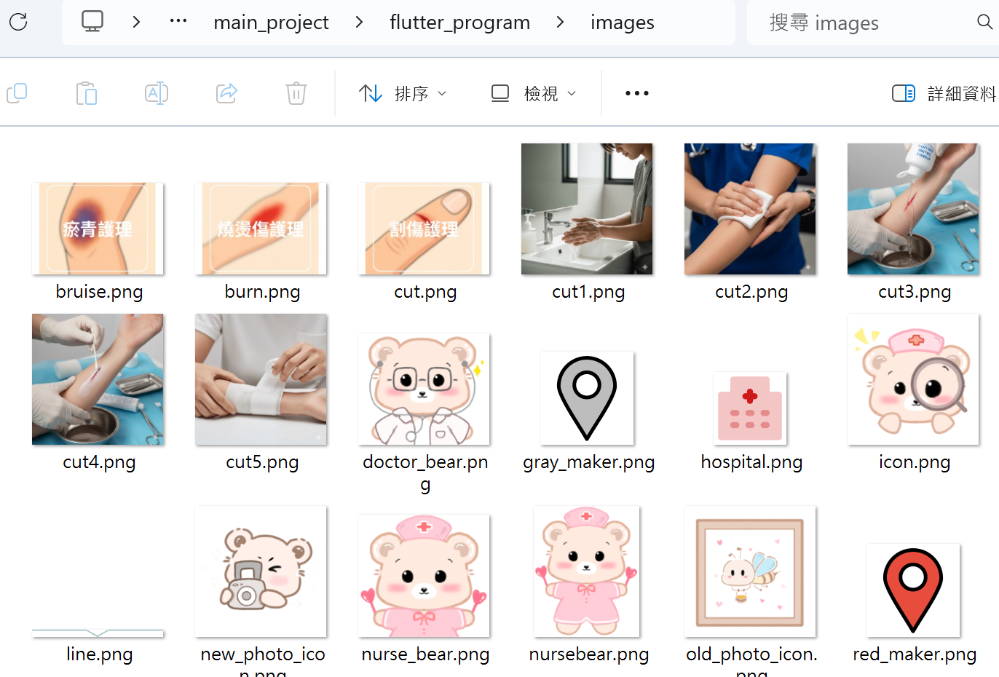 … main_project flutter_program images 搜尋 images
排序 檢視 … 詳細資料
瘀青護理 燒燙傷護理 割傷護理
STERILE
SALINE
bruise.png burn.png cut.png cut1.png cut2.png cut3.png
cut4.png cut5.png doctor_bear.pn
g gray_maker.png hospital.png icon.png
line.png new_photo_ico
n.png nurse_bear.png nursebear.png old_photo_icon.
png red_maker.png